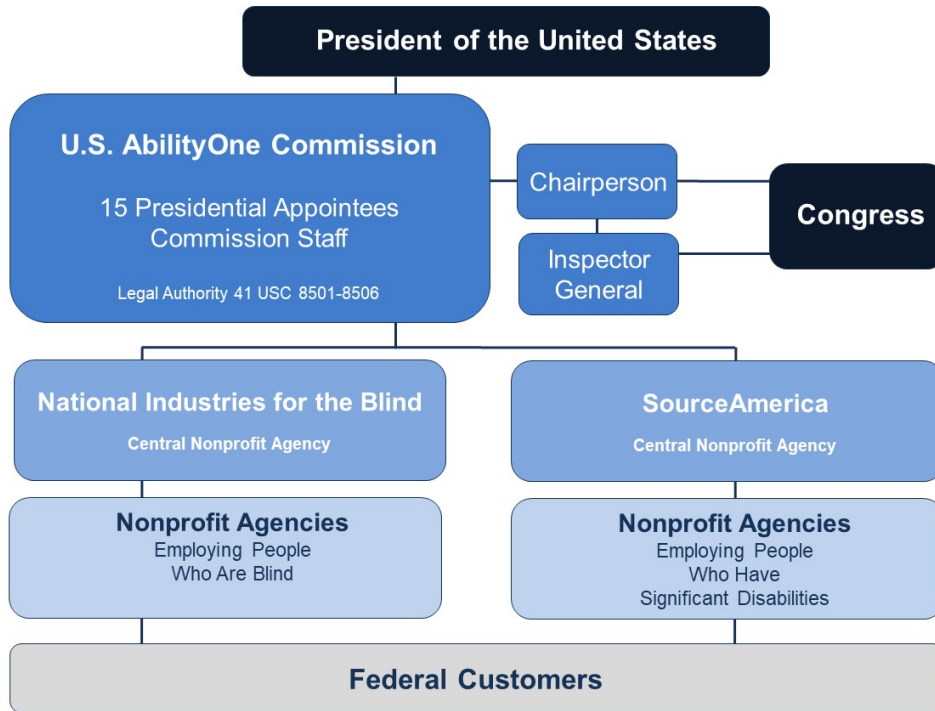 President of the United States
U.S. AbilityOne Commission
15 Presidential Appointees
Commission Staff
Legal Authority 41 USC 8501-8506
Chairperson
Inspector
General
Congress
National Industries for the Blind
Central Nonprofit Agency
SourceAmerica
Central Nonprofit Agency
Nonprofit Agencies
Employing People
Who Are Blind
Nonprofit Agencies
Employing People
Who Have
Significant Disabilities
Federal Customers